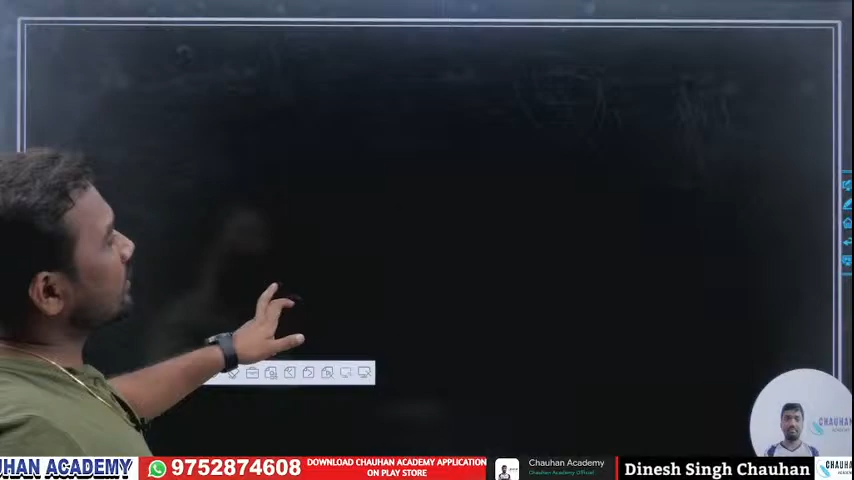 HAN ACADEMY
9752874608
DOWNLOAD CHAUHAN ACADEMY APPLICATION
ON PLAY STORE
Chauhan Academy
Chauhan Academy Official
Dinesh Singh Chauhan
CHAUHAN